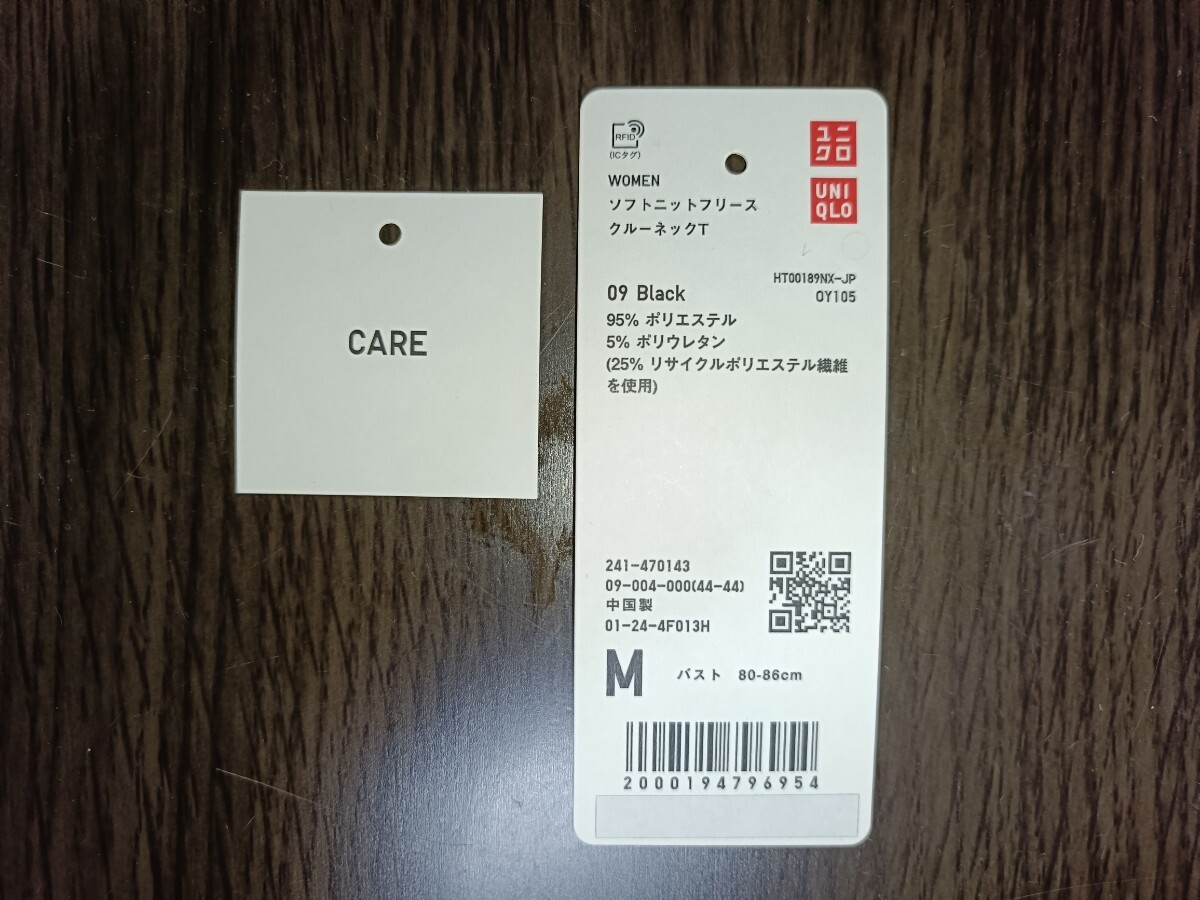 CARE
RFID
(ICタグ)
ユニ
クロ
UNI
QLO
WOMEN
ソフトニットフリース
クルーネックT
HT00189NX-JP
OY105
09 Black
95% ポリエステル
5% ポリウレタン
(25% リサイクルポリエステル繊維
を使用)
241-470143
09-004-000(44-44)
中国製
01-24-4F013H
M バスト 80-86cm
2000194796954